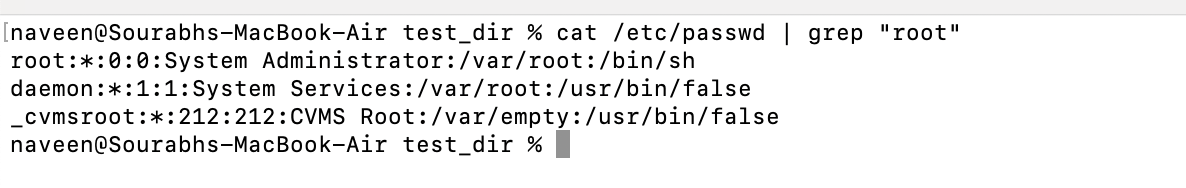 [naveen@Sourabhs-MacBook-Air test_dir % cat /etc/passwd | grep "root"
root:*:0:0:System Administrator:/var/root:/bin/sh
daemon:*:1:1:System Services:/var/root:/usr/bin/false
_cvmsroot:*:212:212:CVMS Root:/var/empty:/usr/bin/false
naveen@Sourabhs-MacBook-Air test_dir %